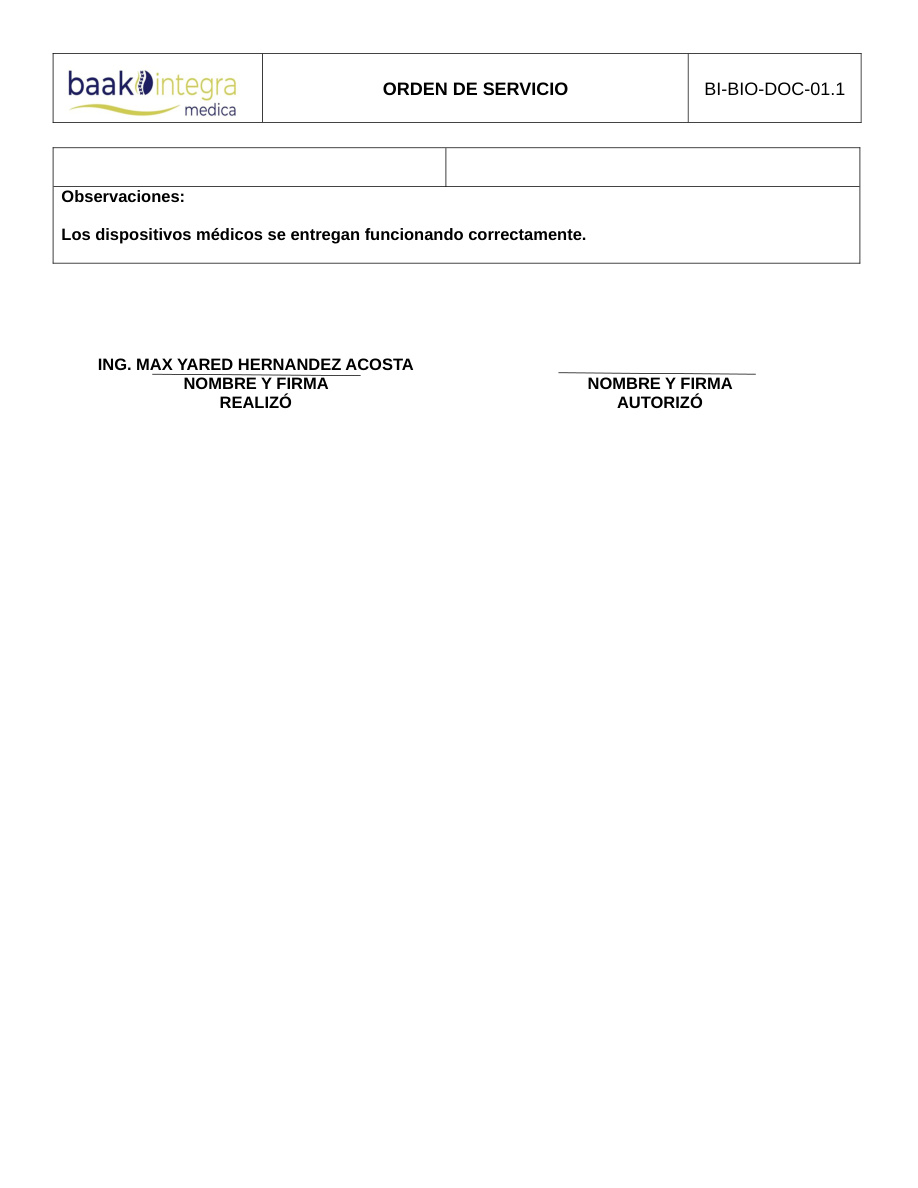 baak integra
medica
ORDEN DE SERVICIO
BI-BIO-DOC-01.1
Observaciones:
Los dispositivos médicos se entregan funcionando correctamente.
ING. MAX YARED HERNANDEZ ACOSTA
NOMBRE Y FIRMA
REALIZÓ
NOMBRE Y FIRMA
AUTORIZÓ